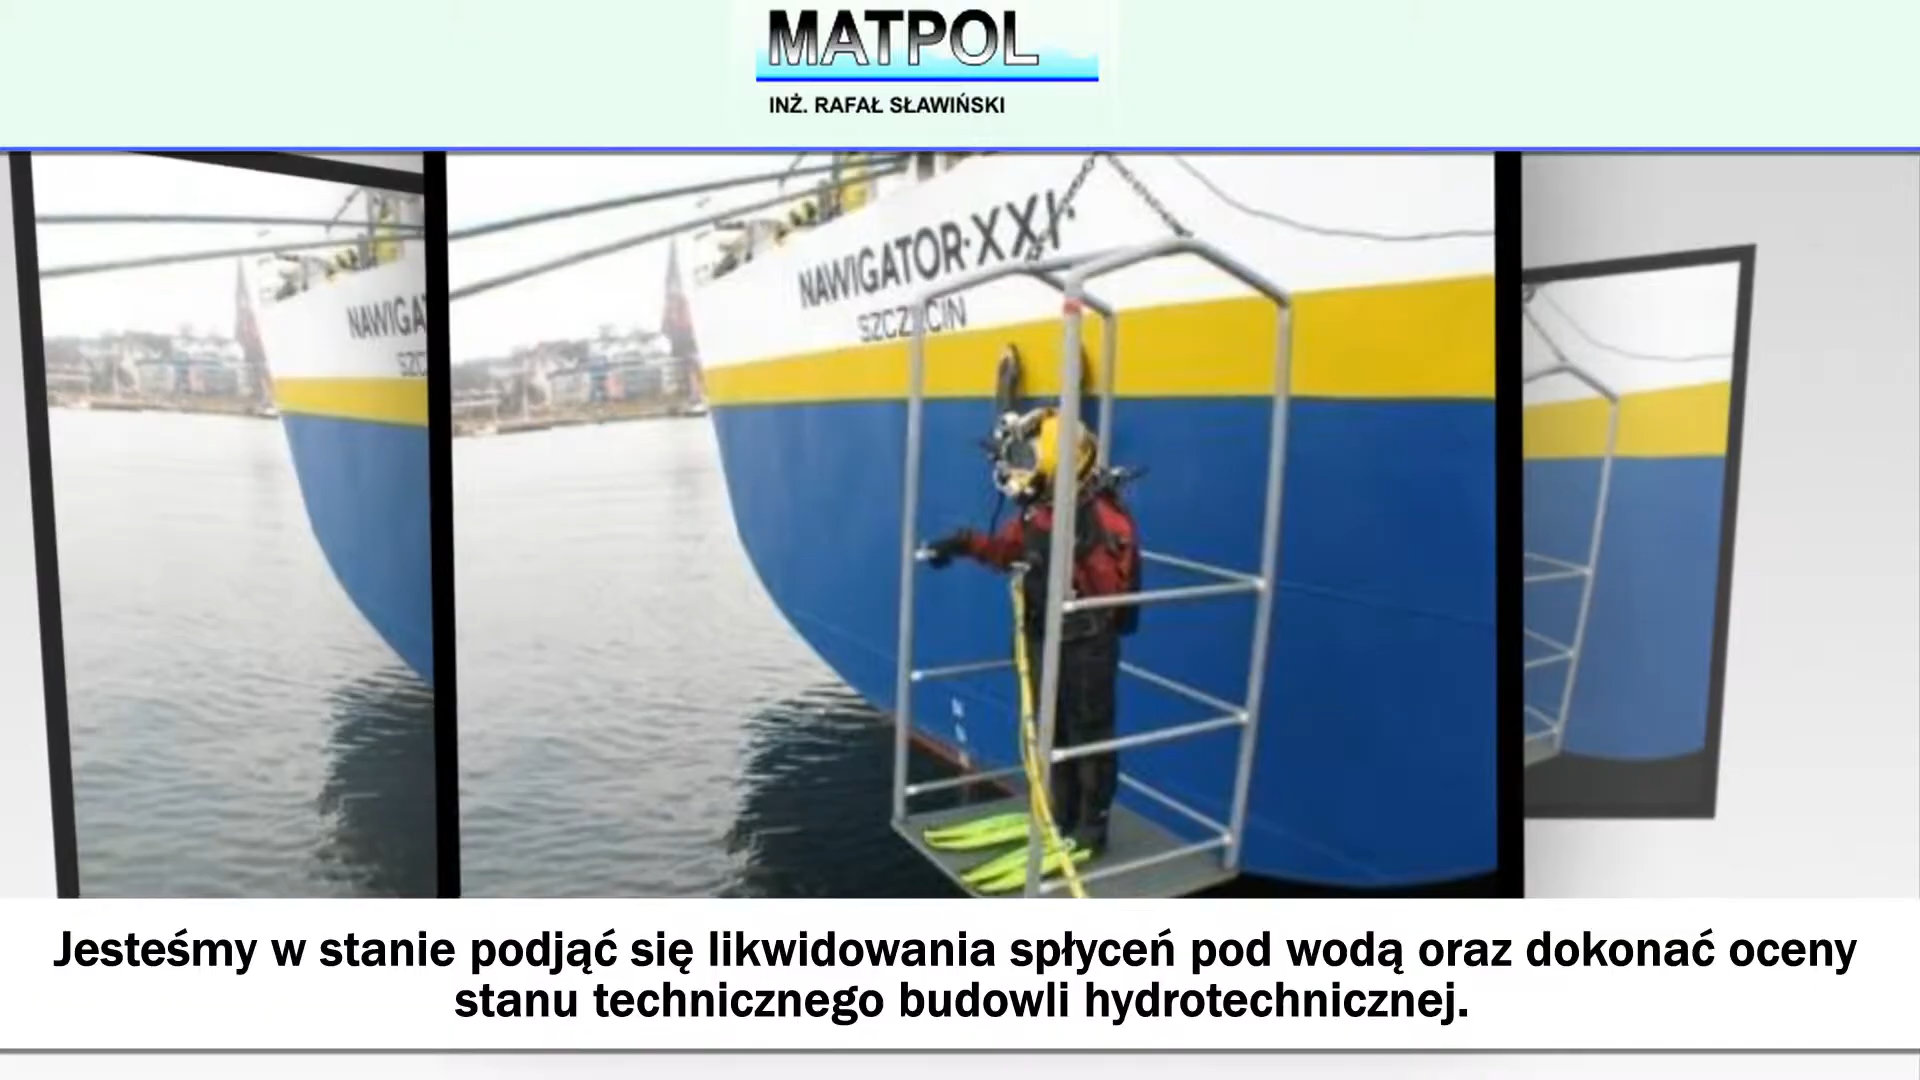 MATPOL
INŻ. RAFAŁ SŁAWIŃSKI
NAWIGATOR·XXI
SZCZECIN
Jesteśmy w stanie podjąć się likwidowania spłyceń pod wodą oraz dokonać oceny
stanu technicznego budowli hydrotechnicznej.